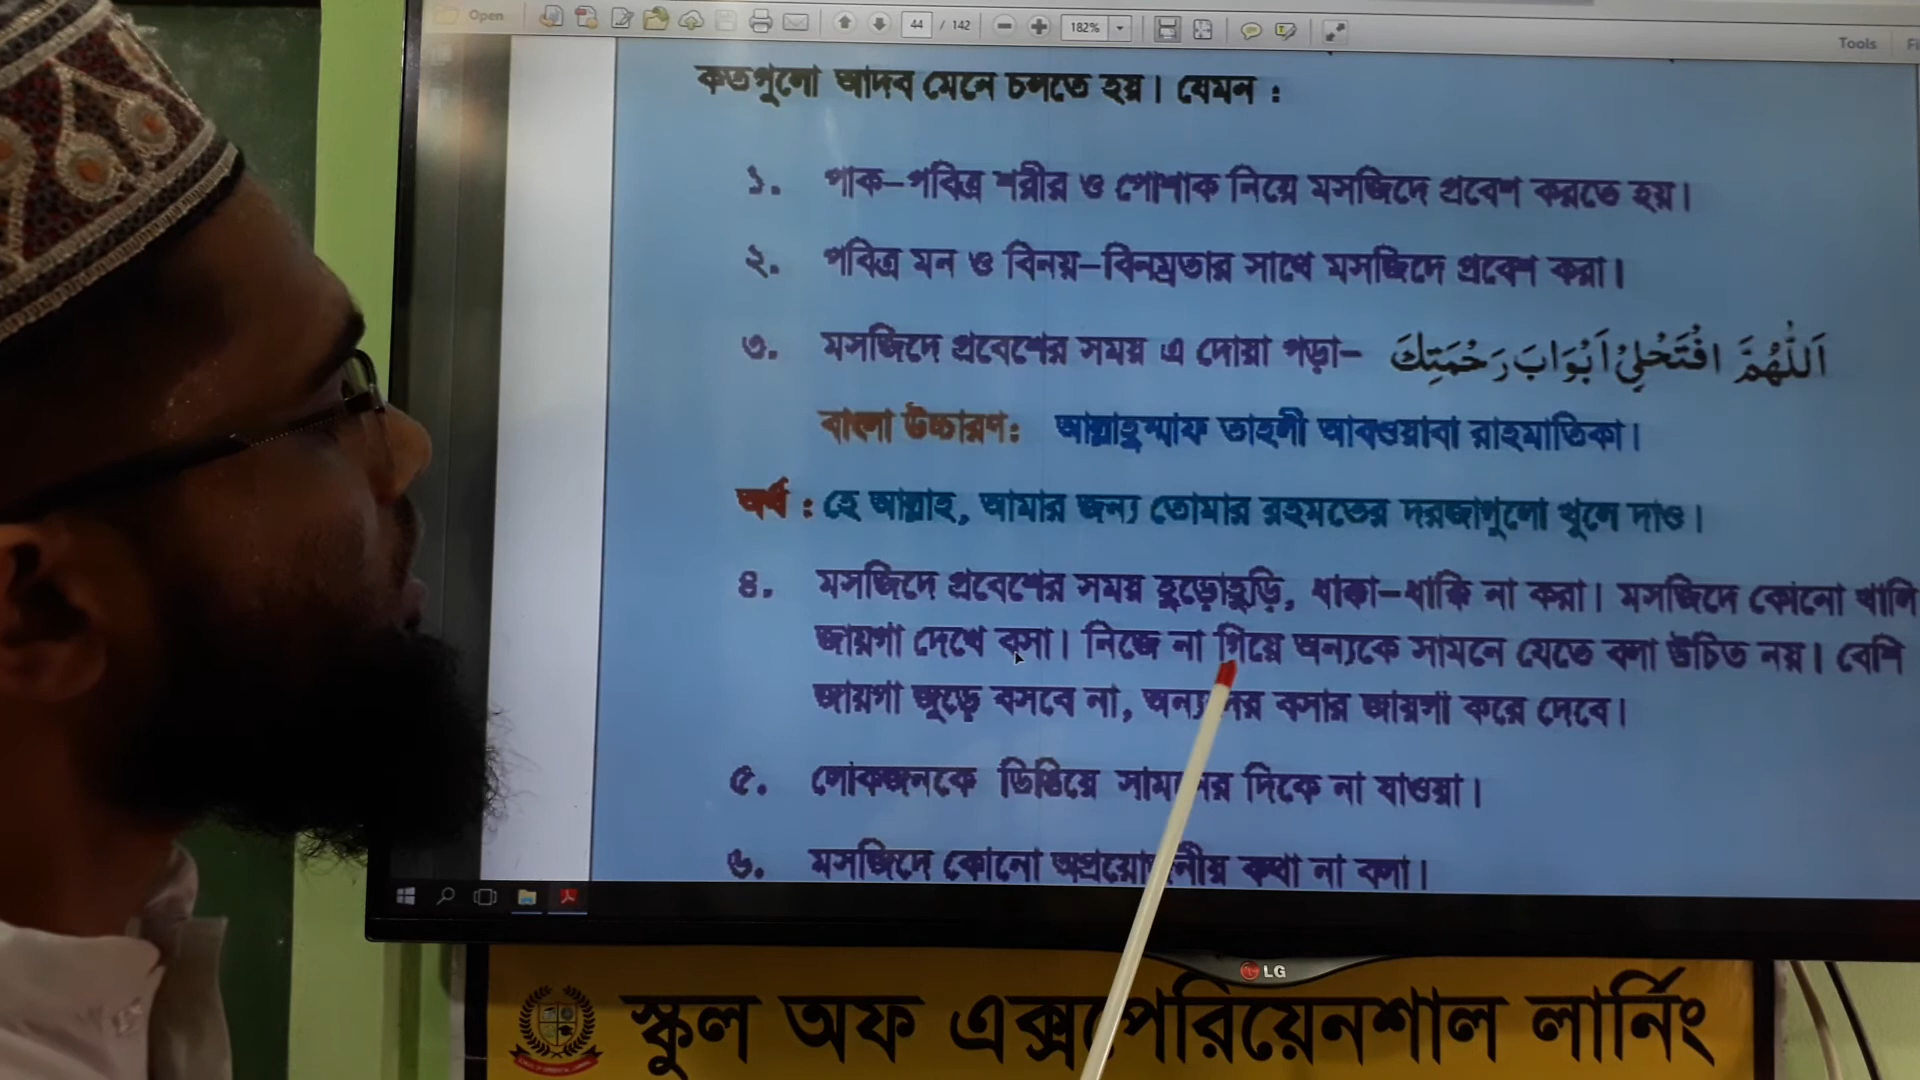 Open 44 / 142 182%
Tools
কতগুলো আদব মেনে চলতে হয়। যেমন :
১. পাক-পবিত্র শরীর ও পোশাক নিয়ে মসজিদে প্রবেশ করতে হয়।
২. পবিত্র মন ও বিনয়-বিনম্রতার সাথে মসজিদে প্রবেশ করা।
৩. মসজিদে প্রবেশের সময় এ দোয়া পড়া- اَللّٰهُمَّ افْتَحْلِيْ اَبْوَابَ رَحْمَتِكَ
বাংলা উচ্চারণ: আল্লাহুম্মাফ তাহলী আবওয়াবা রাহমাতিকা।
অর্থ : হে আল্লাহ, আমার জন্য তোমার রহমতের দরজাগুলো খুলে দাও।
৪. মসজিদে প্রবেশের সময় হুড়োহুড়ি, ধাক্কা-ধাক্কি না করা। মসজিদে কোনো খালি
জায়গা দেখে বসা। নিজে না গিয়ে অন্যকে সামনে যেতে বলা উচিত নয়। বেশি
জায়গা জুড়ে বসবে না, অন্যদের বসার জায়গা করে দেবে।
৫. লোকজনকে ডিঙিয়ে সামনের দিকে না যাওয়া।
৬. মসজিদে কোনো অপ্রয়োজনীয় কথা না বলা।
LG
স্কুল অফ এক্সপেরিয়েনশাল লার্নিং